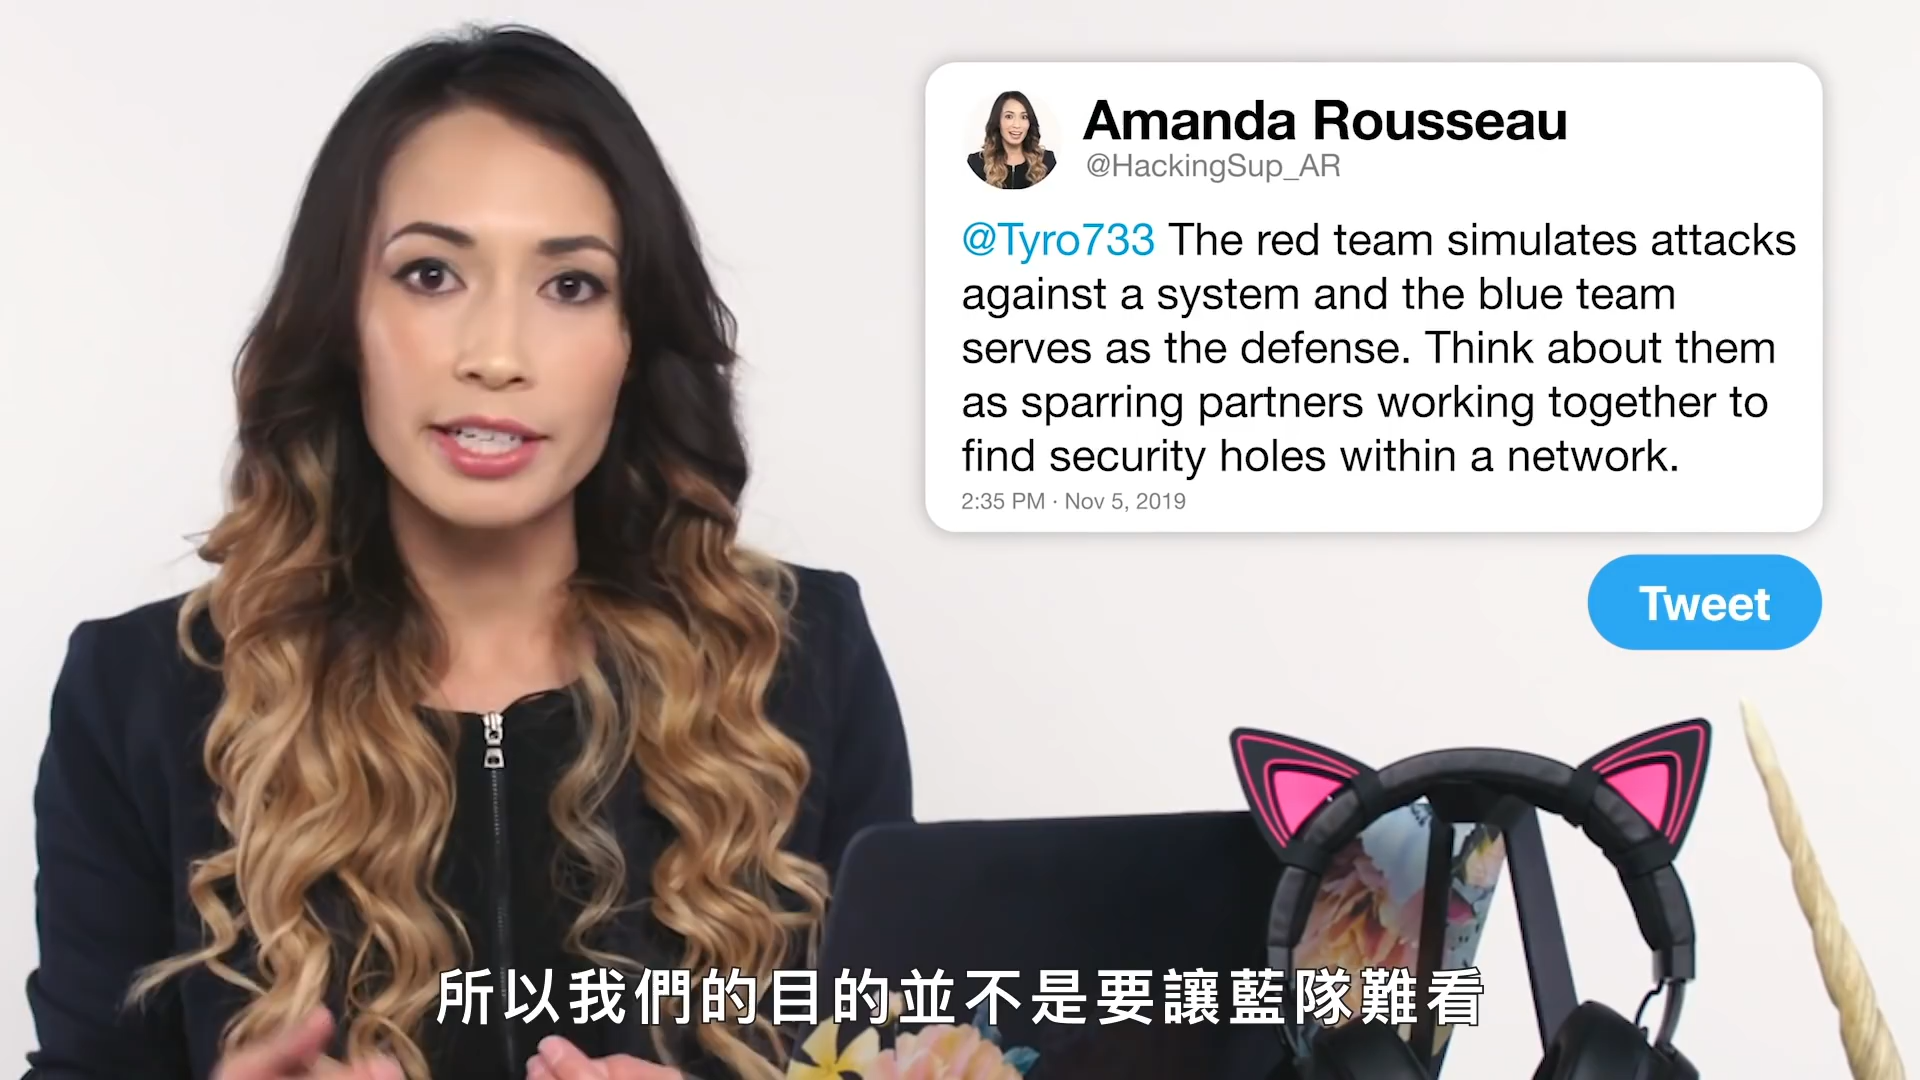 Amanda Rousseau
@HackingSup_AR
@Tyro733 The red team simulates attacks
against a system and the blue team
serves as the defense. Think about them
as sparring partners working together to
find security holes within a network.
2:35 PM · Nov 5, 2019
Tweet
所以我們的目的並不是要讓藍隊難看